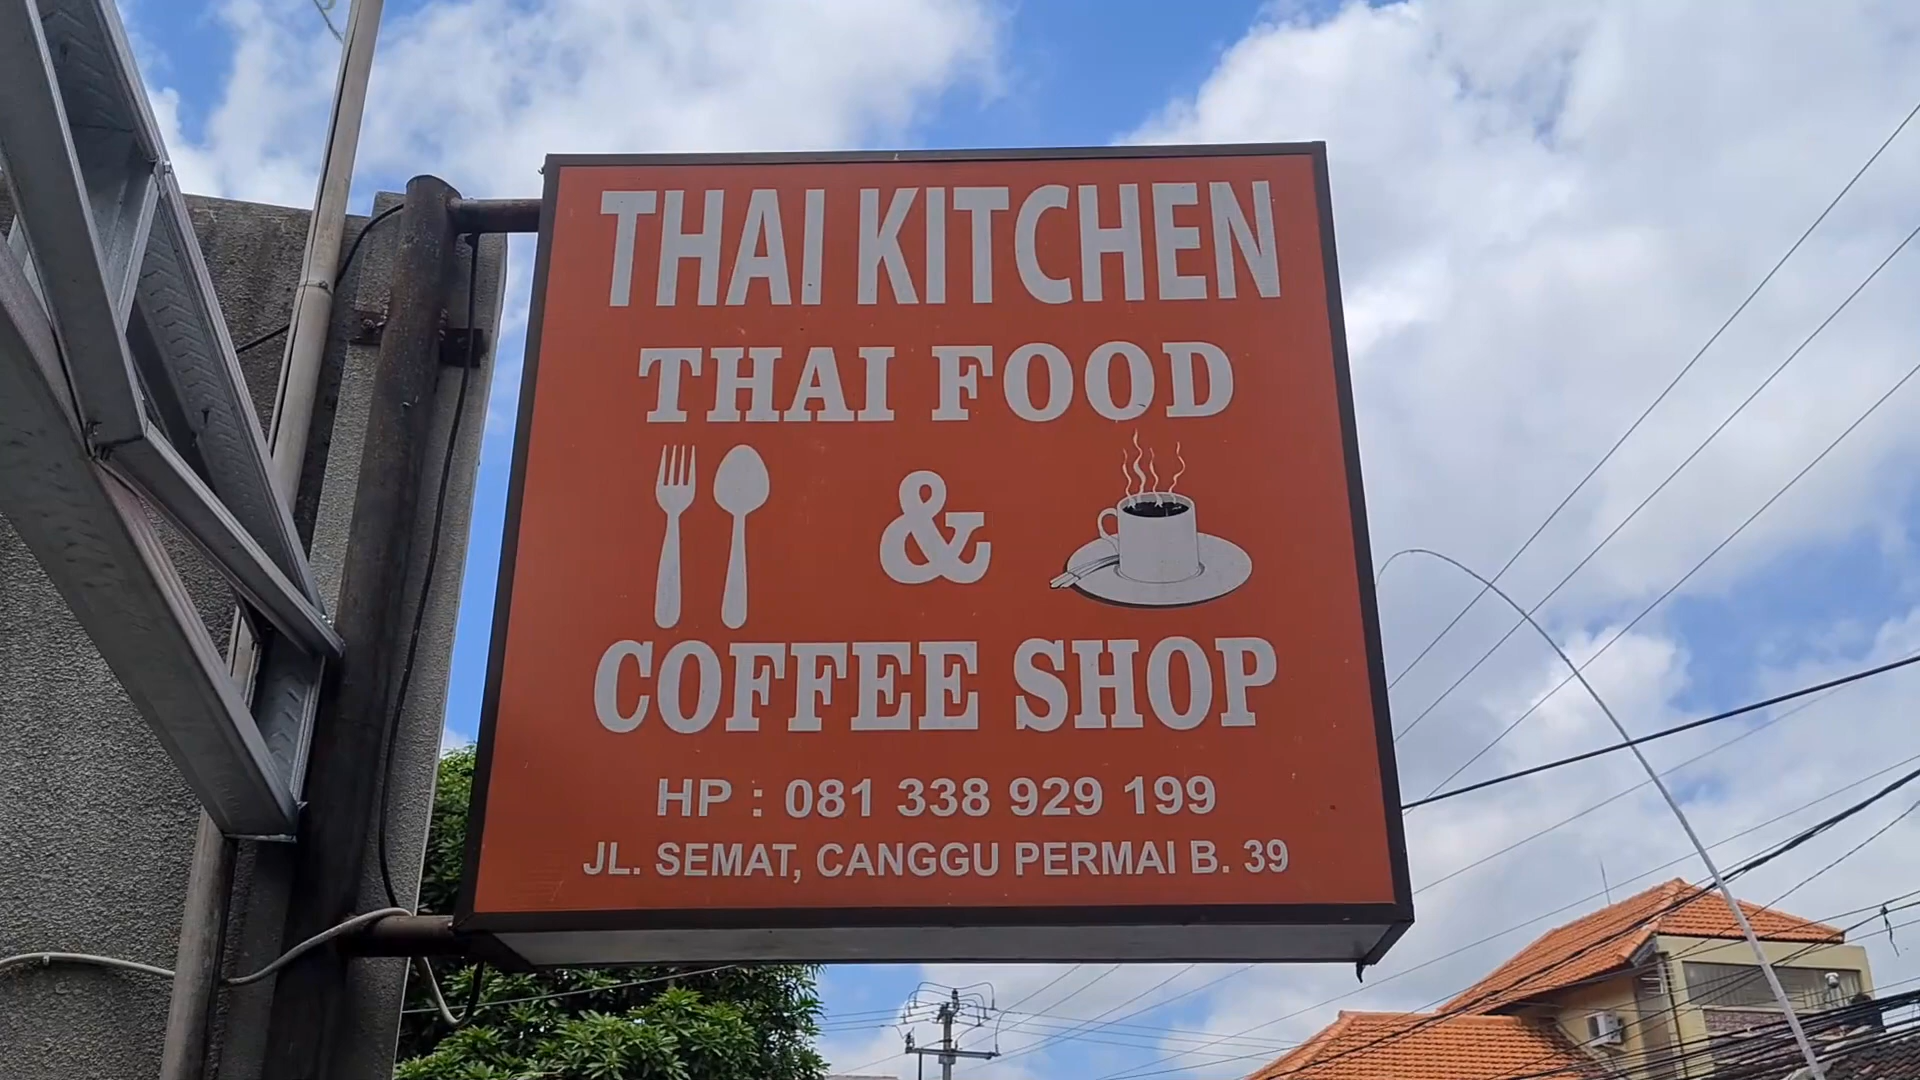 THAI KITCHEN
THAI FOOD
&
COFFEE SHOP
HP : 081 338 929 199
JL. SEMAT, CANGGU PERMAI B. 39